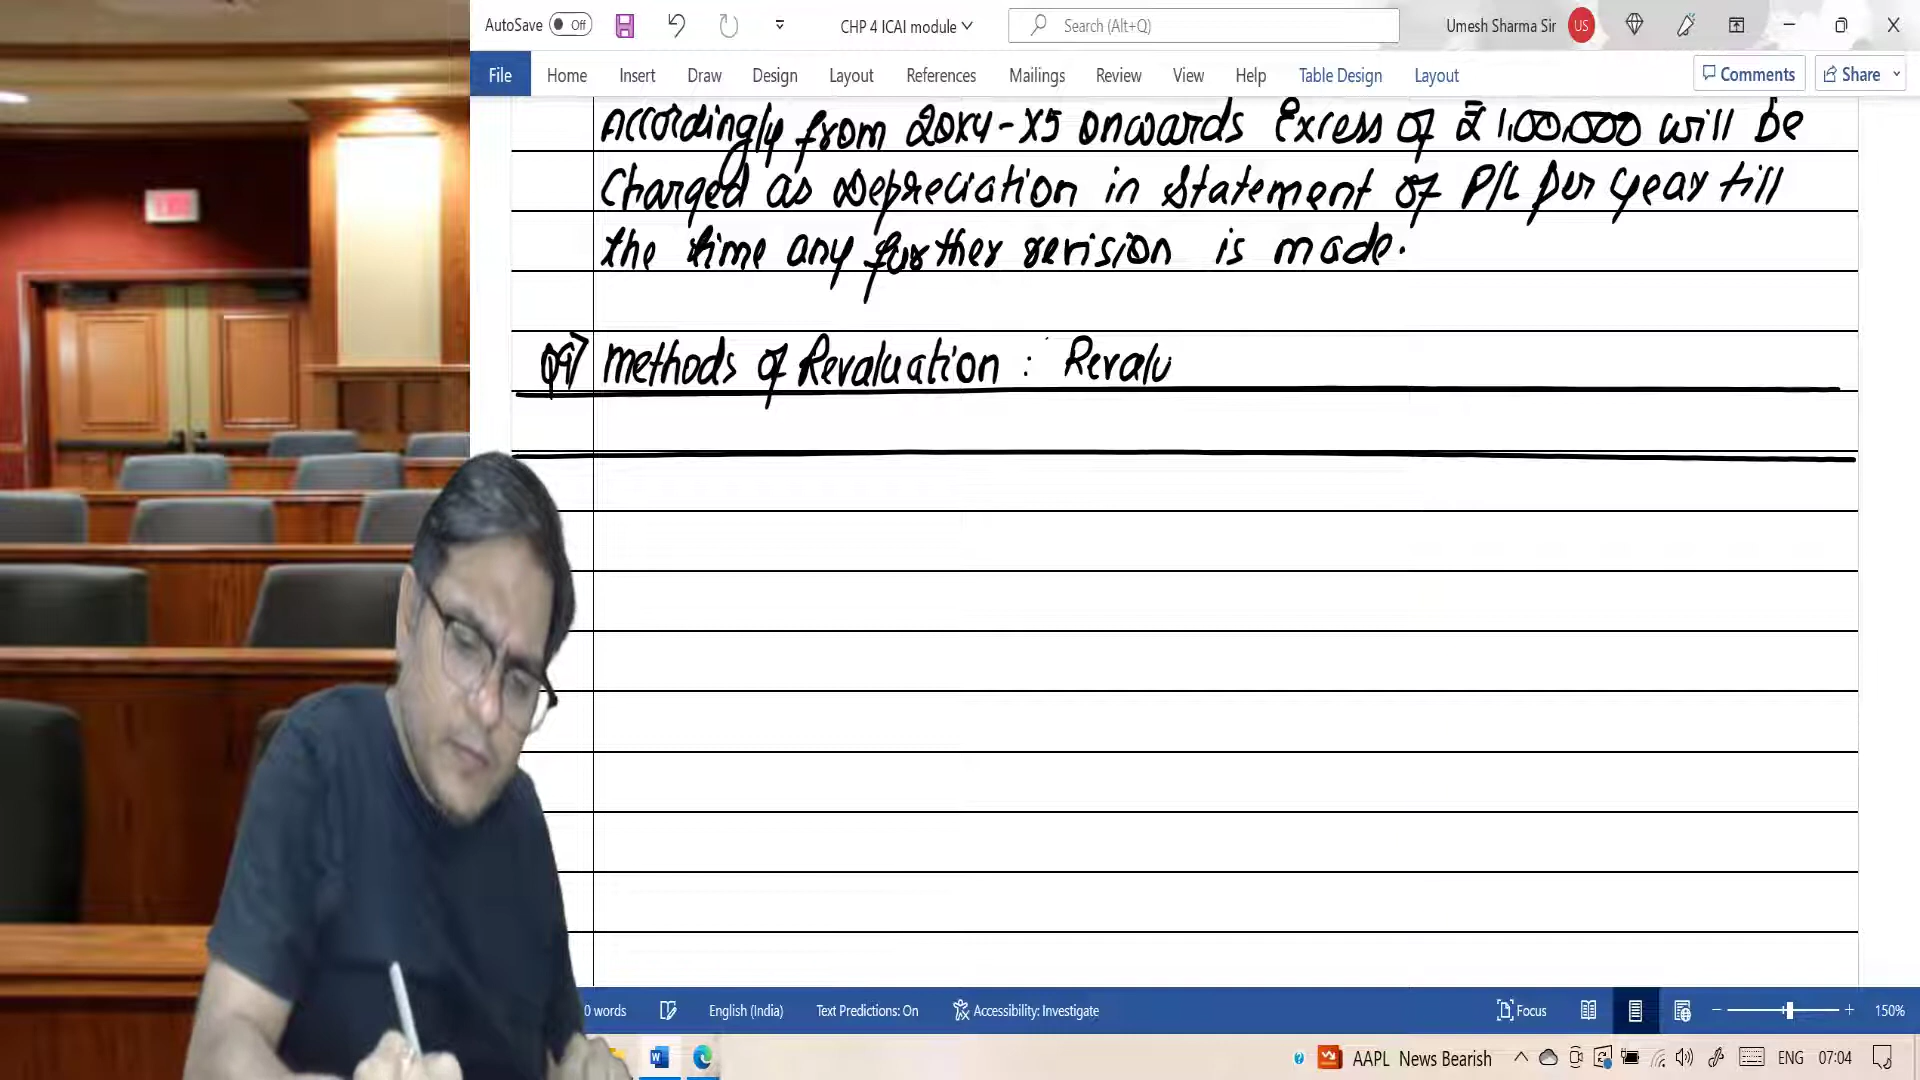 AutoSave Off CHP 4 ICAI module Search (Alt+Q) Umesh Sharma Sir US
File Home Insert Draw Design Layout References Mailings Review View Help Table Design Layout Comments Share
Accordingly from 20X4-X5 onwards Excess of ₹ 1,00,000 will be
Charged as Depreciation in Statement of P/L per year till
the time any further revision is made.
Q9) Methods of Revaluation : Revalu
0 words English (India) Text Predictions: On Accessibility: Investigate Focus 150%
AAPL News Bearish ENG 07:04